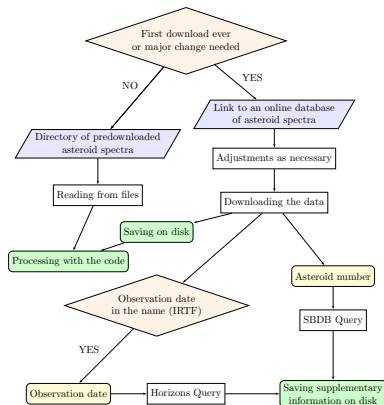 First download ever
or major change needed
NO
YES
Link to an online database
of asteroid spectra
Directory of predownloaded
asteroid spectra
Adjustments as necessary
Reading from files
Downloading the data
Saving on disk
Processing with the code
Asteroid number
Observation date
in the name (IRTF)
SBDB Query
YES
Observation date
Horizons Query
Saving supplementary
information on disk